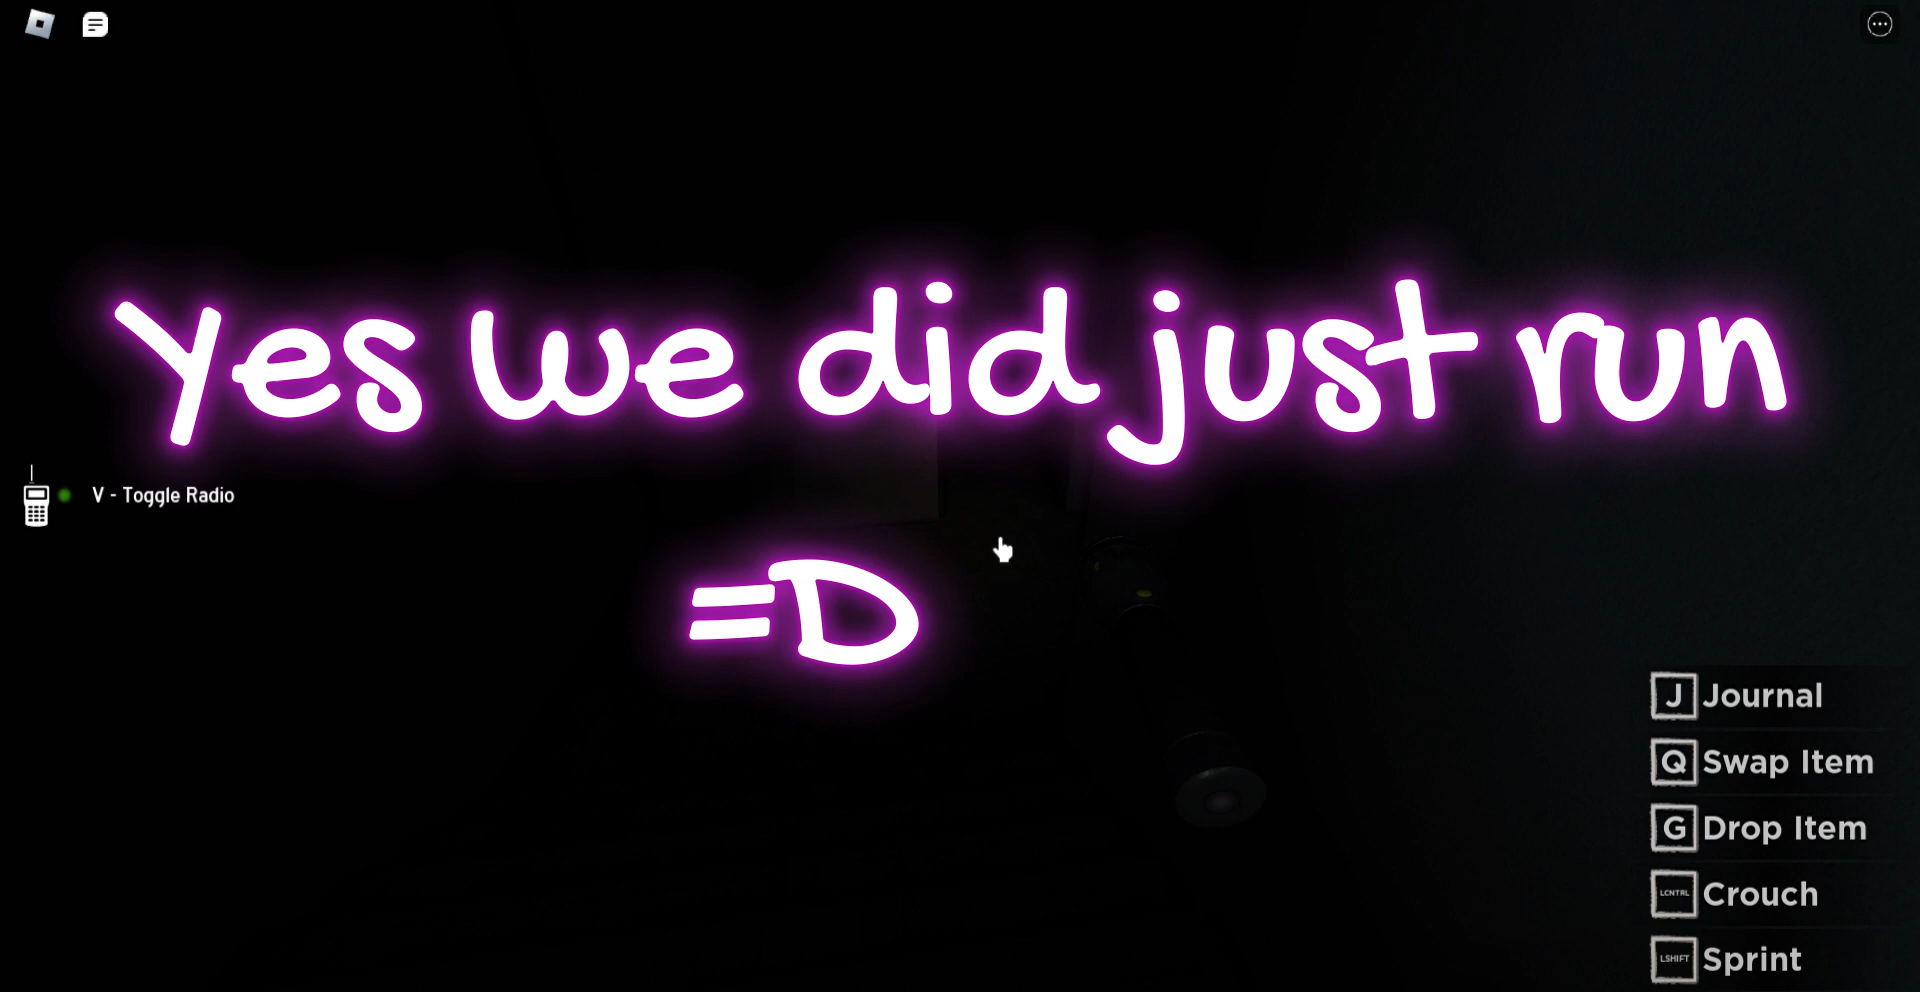 Yes we did just run
V - Toggle Radio
=D
J Journal
Q Swap Item
G Drop Item
LCNTRL Crouch
LSHIFT Sprint